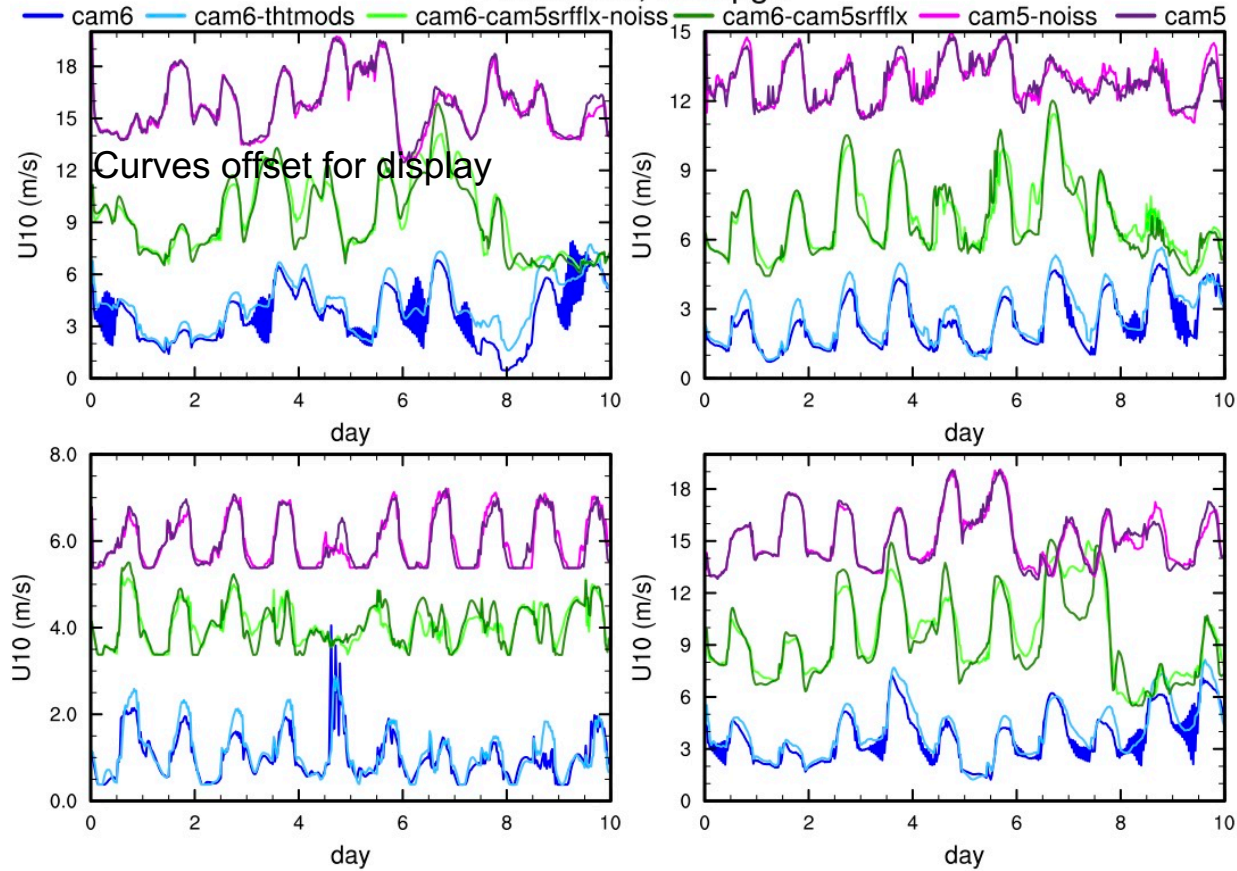 cam6 cam6-thtmods cam6-cam5srfflx-noiss cam6-cam5srfflx cam5-noiss cam5
18 15 12 9 6 3 0
U10 (m/s)
Curves offset for display
0 2 4 6 8 10
day
15 12 9 6 3 0
U10 (m/s)
0 2 4 6 8 10
day
8.0 6.0 4.0 2.0 0.0
U10 (m/s)
0 2 4 6 8 10
day
18 15 12 9 6 3 0
U10 (m/s)
0 2 4 6 8 10
day